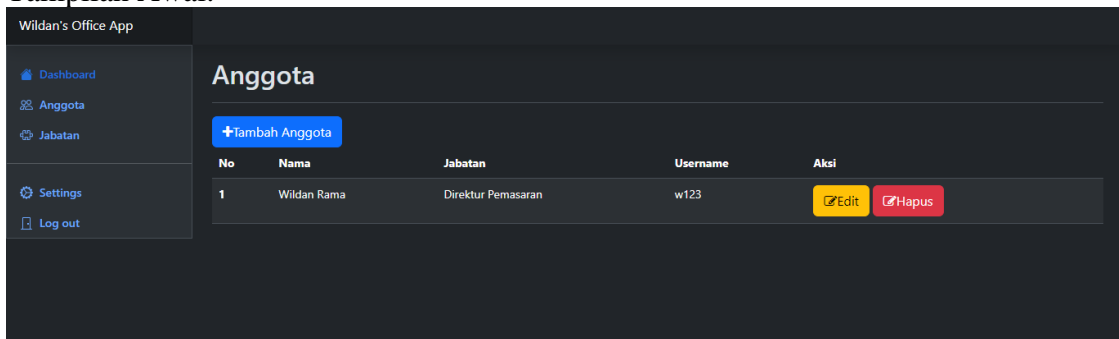 Wildan's Office App
Dashboard
Anggota
Jabatan
Settings
Log out
Anggota
Tambah Anggota
No Nama Jabatan Username Aksi
1 Wildan Rama Direktur Pemasaran w123 Edit Hapus